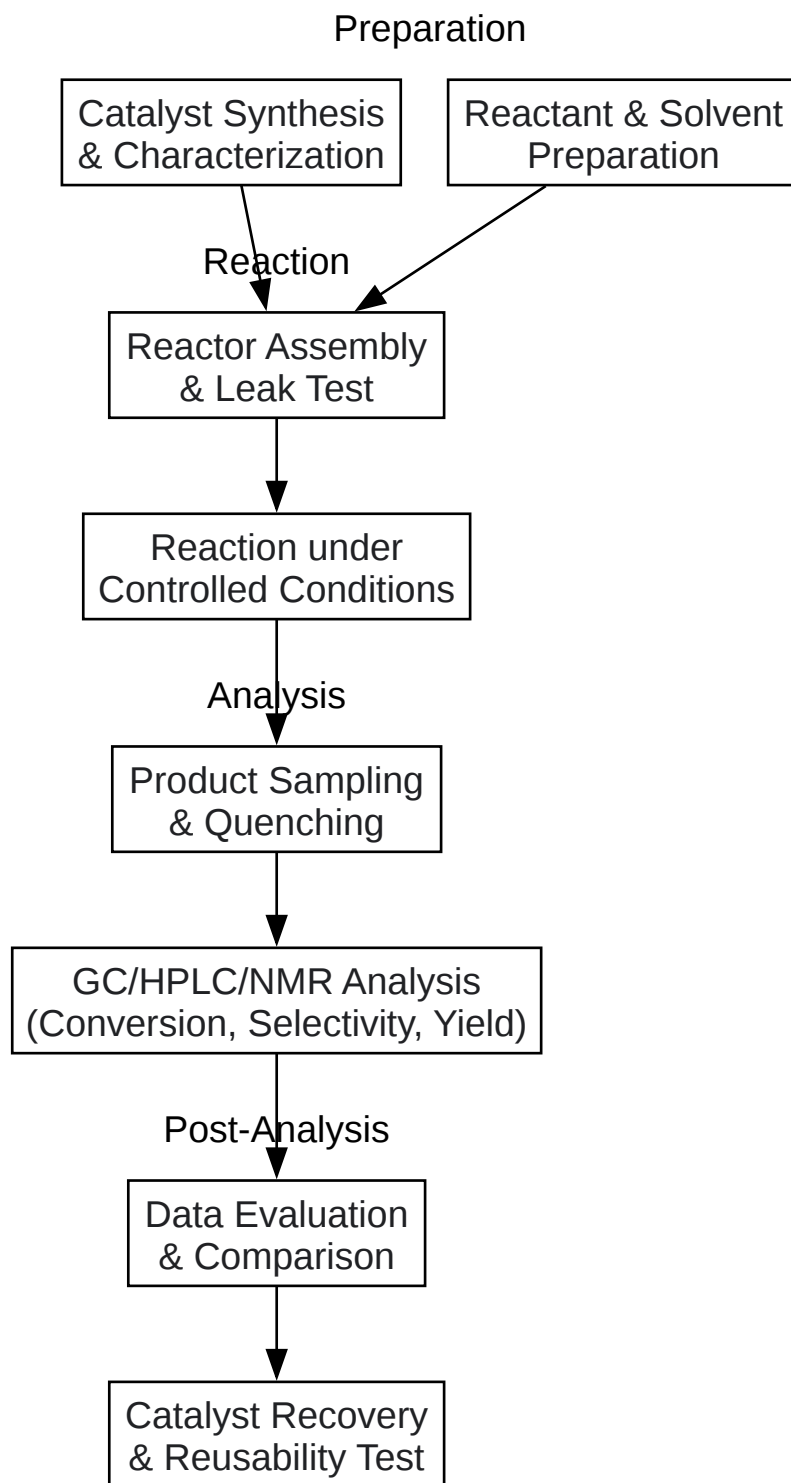 Preparation
Catalyst Synthesis
& Characterization
Reactant & Solvent
Preparation
Reaction
Reactor Assembly
& Leak Test
Reaction under
Controlled Conditions
Analysis
Product Sampling
& Quenching
GC/HPLC/NMR Analysis
(Conversion, Selectivity, Yield)
Post-Analysis
Data Evaluation
& Comparison
Catalyst Recovery
& Reusability Test